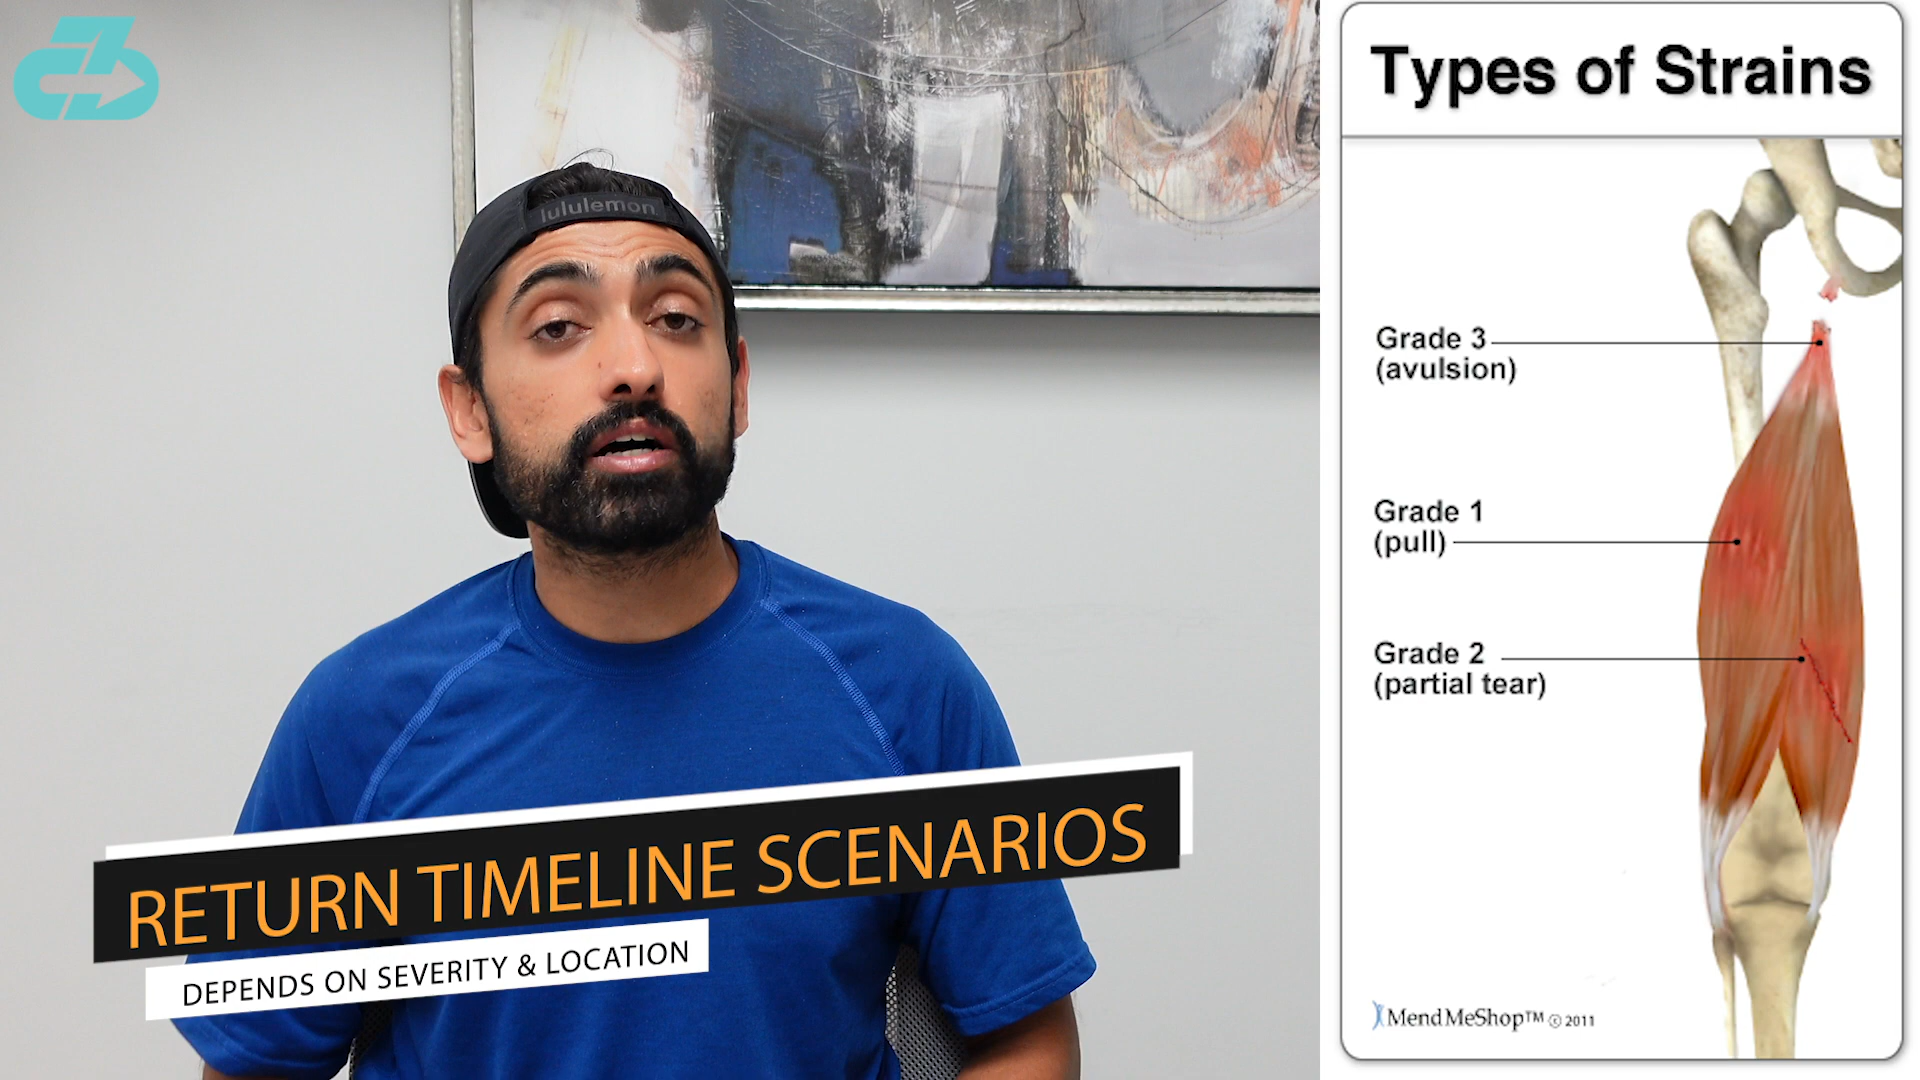 lululemon
RETURN TIMELINE SCENARIOS
DEPENDS ON SEVERITY & LOCATION
Types of Strains
Grade 3
(avulsion)
Grade 1
(pull)
Grade 2
(partial tear)
MendMeShop™ © 2011